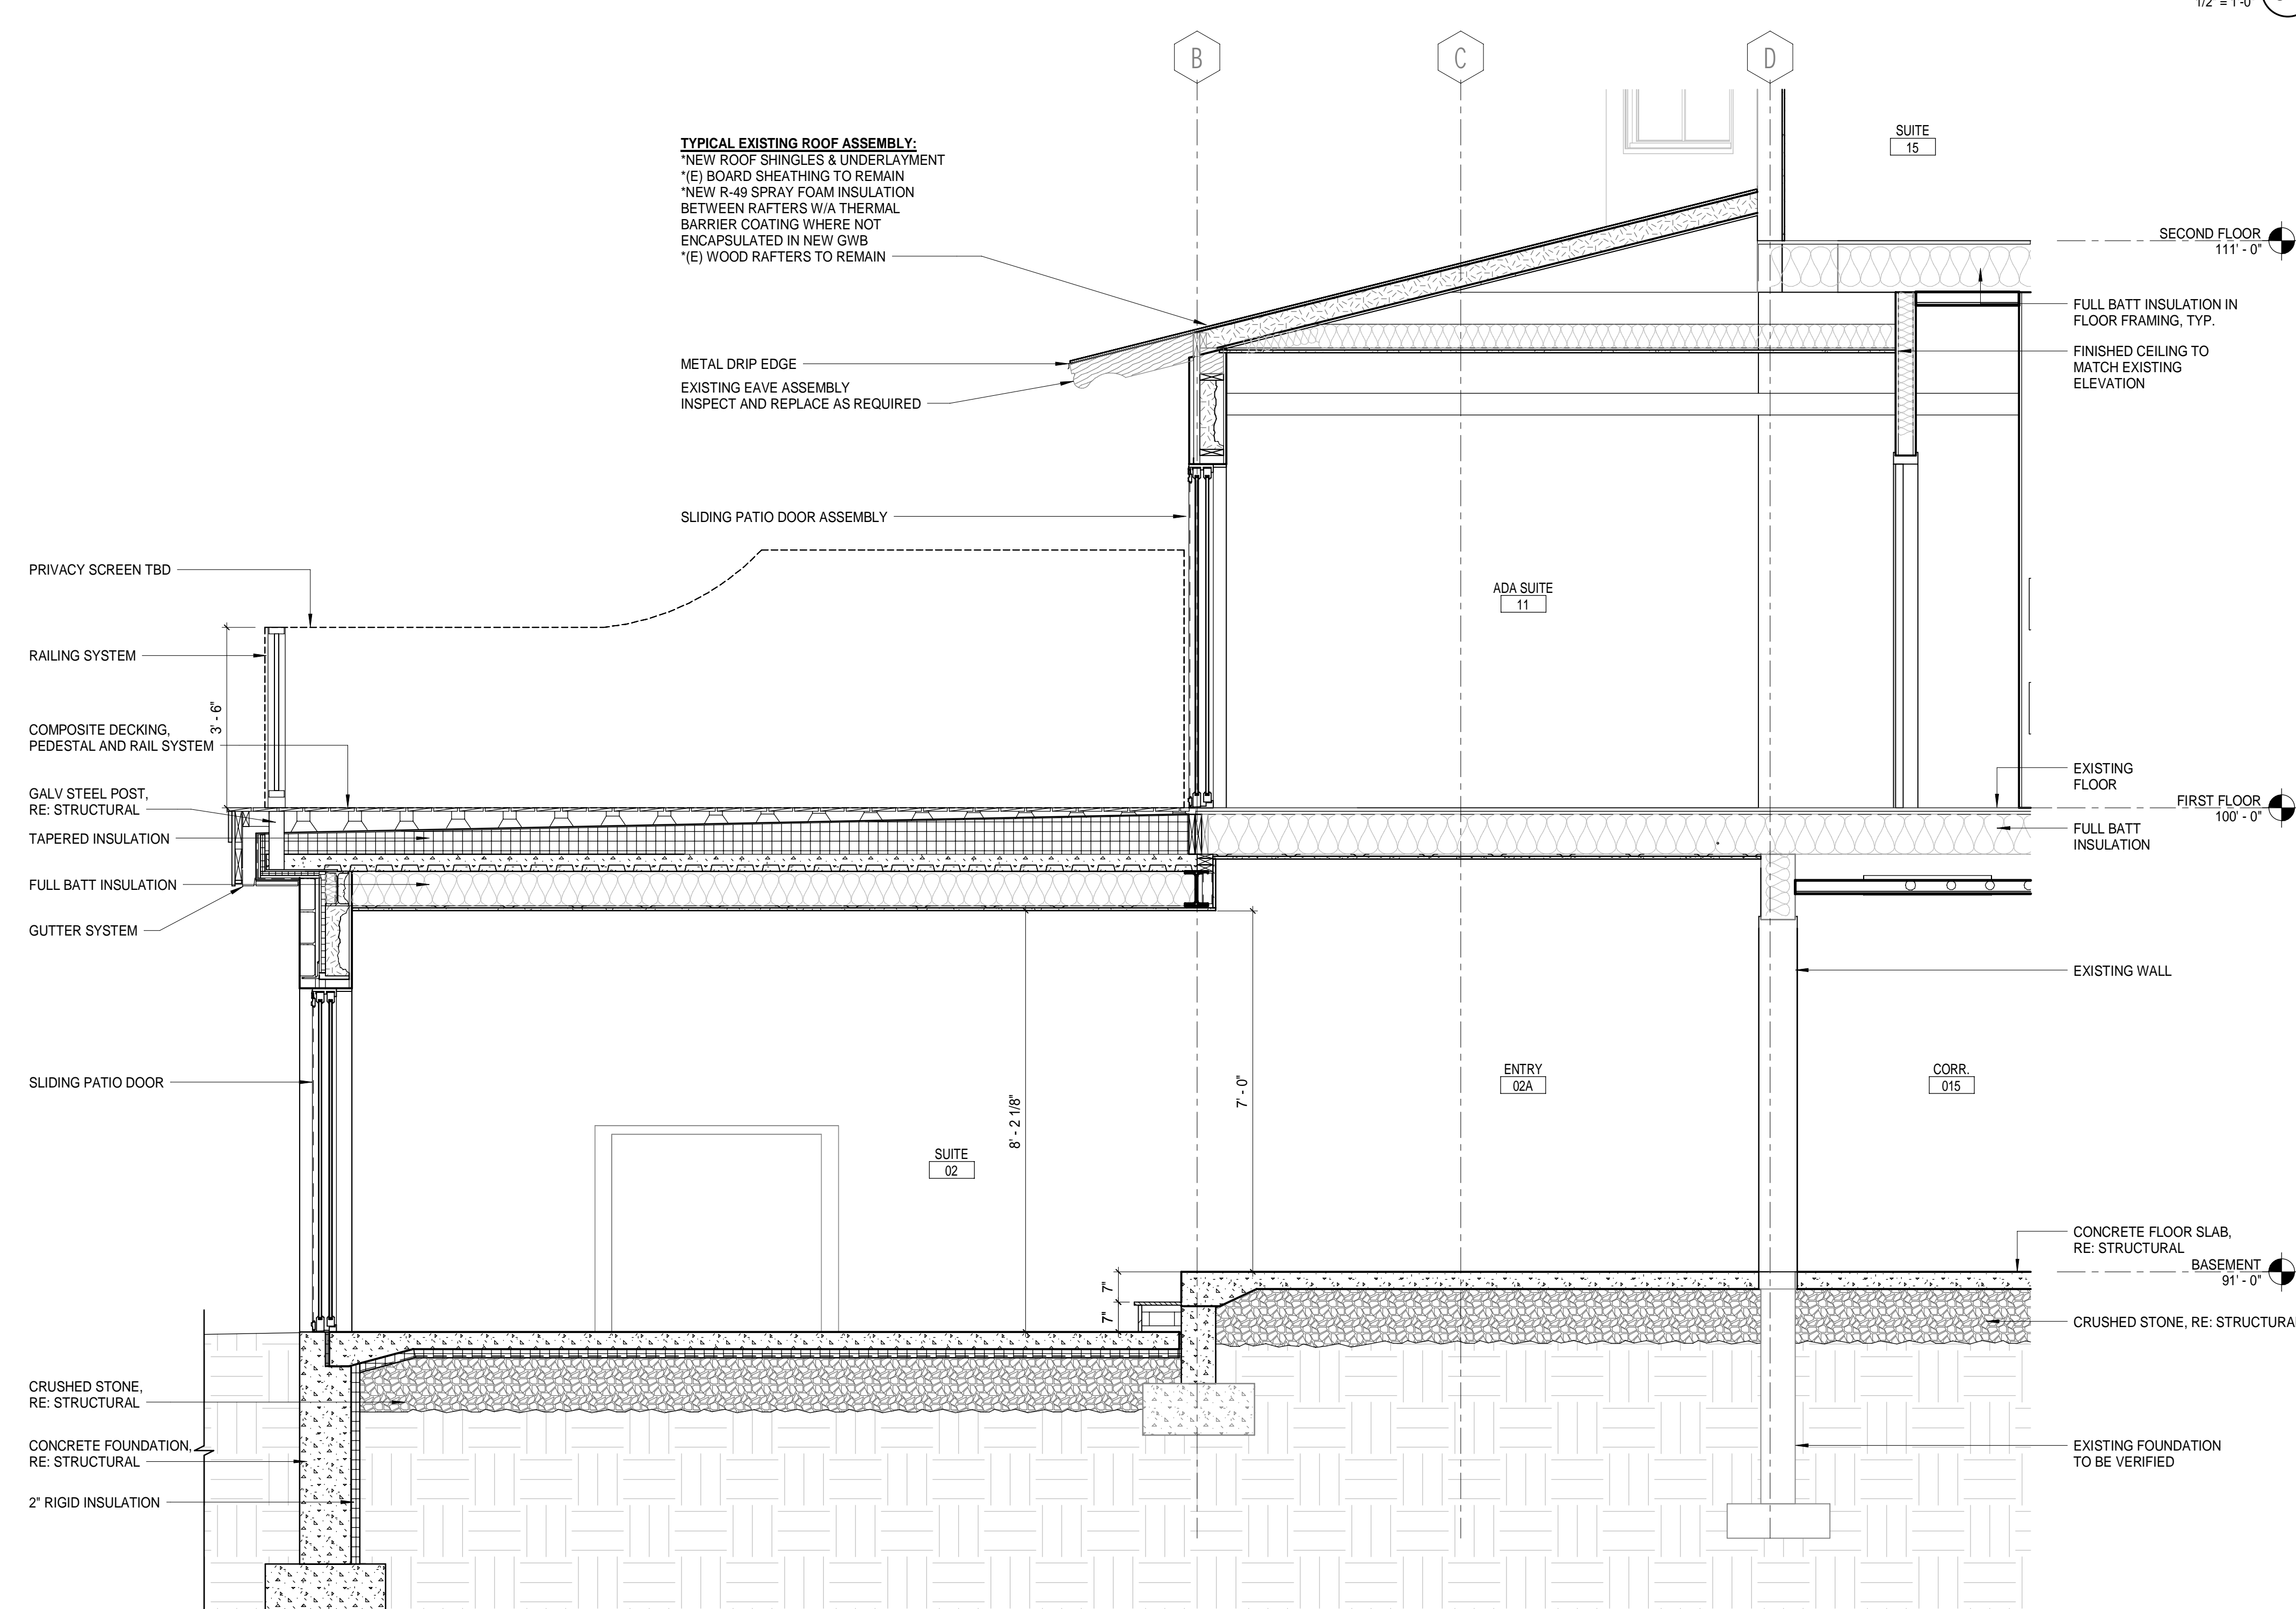 1/2" = 1'-0"
B
C
D
TYPICAL EXISTING ROOF ASSEMBLY:
*NEW ROOF SHINGLES & UNDERLAYMENT
*(E) BOARD SHEATHING TO REMAIN
*NEW R-49 SPRAY FOAM INSULATION
BETWEEN RAFTERS W/A THERMAL
BARRIER COATING WHERE NOT
ENCAPSULATED IN NEW GWB
*(E) WOOD RAFTERS TO REMAIN
SUITE
15
SECOND FLOOR
111' - 0"
FULL BATT INSULATION IN
FLOOR FRAMING, TYP.
METAL DRIP EDGE
FINISHED CEILING TO
MATCH EXISTING
ELEVATION
EXISTING EAVE ASSEMBLY
INSPECT AND REPLACE AS REQUIRED
SLIDING PATIO DOOR ASSEMBLY
PRIVACY SCREEN TBD
ADA SUITE
11
RAILING SYSTEM
3' - 6"
COMPOSITE DECKING,
PEDESTAL AND RAIL SYSTEM
EXISTING
FLOOR
GALV STEEL POST,
RE: STRUCTURAL
FIRST FLOOR
100' - 0"
TAPERED INSULATION
FULL BATT
INSULATION
FULL BATT INSULATION
GUTTER SYSTEM
EXISTING WALL
SLIDING PATIO DOOR
8' - 2 1/8"
7' - 0"
ENTRY
02A
CORR.
015
SUITE
02
CONCRETE FLOOR SLAB,
RE: STRUCTURAL
BASEMENT
91' - 0"
7"
7"
CRUSHED STONE, RE: STRUCTURAL
CRUSHED STONE,
RE: STRUCTURAL
CONCRETE FOUNDATION,
RE: STRUCTURAL
EXISTING FOUNDATION
TO BE VERIFIED
2" RIGID INSULATION